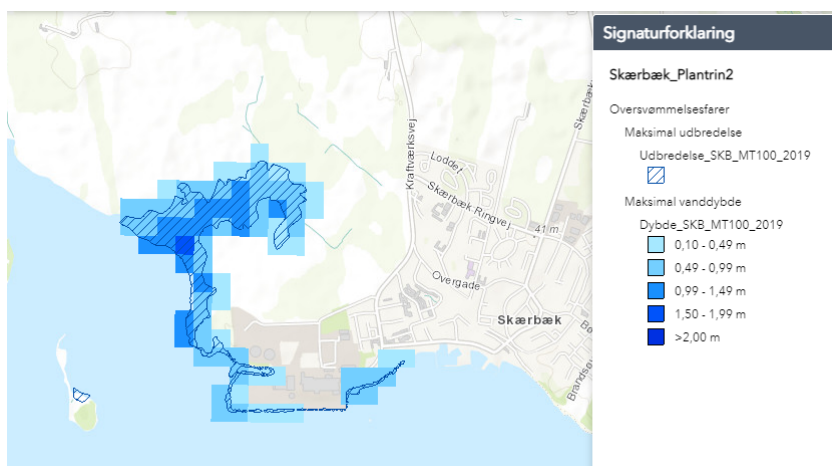 Signaturforklaring
Skærbæk_Plantrin2
Oversvømmelsesfarer
Maksimal udbredelse
Udbredelse_SKB_MT100_2019
Maksimal vanddybde
Dybde_SKB_MT100_2019
0,10 - 0,49 m
0,49 - 0,99 m
0,99 - 1,49 m
1,50 - 1,99 m
>2,00 m
Kraftværksvej
Loddet
Skærbæk Ringvej
41 m
Overgade
Skærbæk